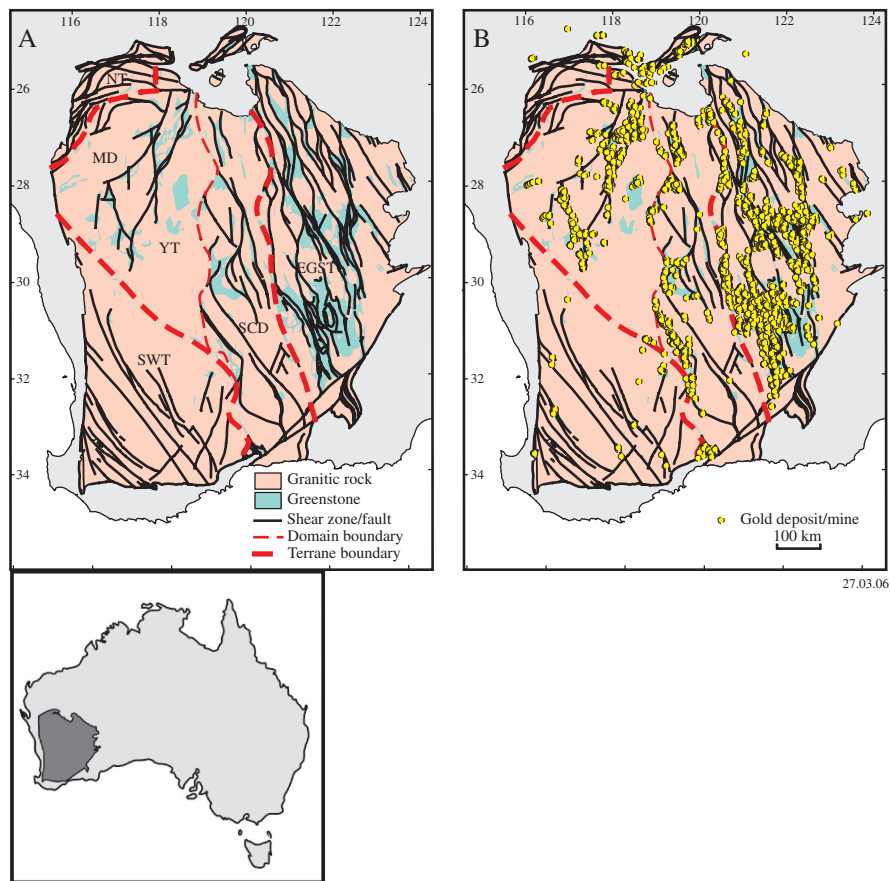 116 118 120 122 124
A
NT
26
MD
28
YT
30
EGST
SCD
SWT
32
34
Granitic rock
Greenstone
Shear zone/fault
Domain boundary
Terrane boundary
116 118 120 122 124
B
26
28
30
32
34
Gold deposit/mine
100 km
27.03.06